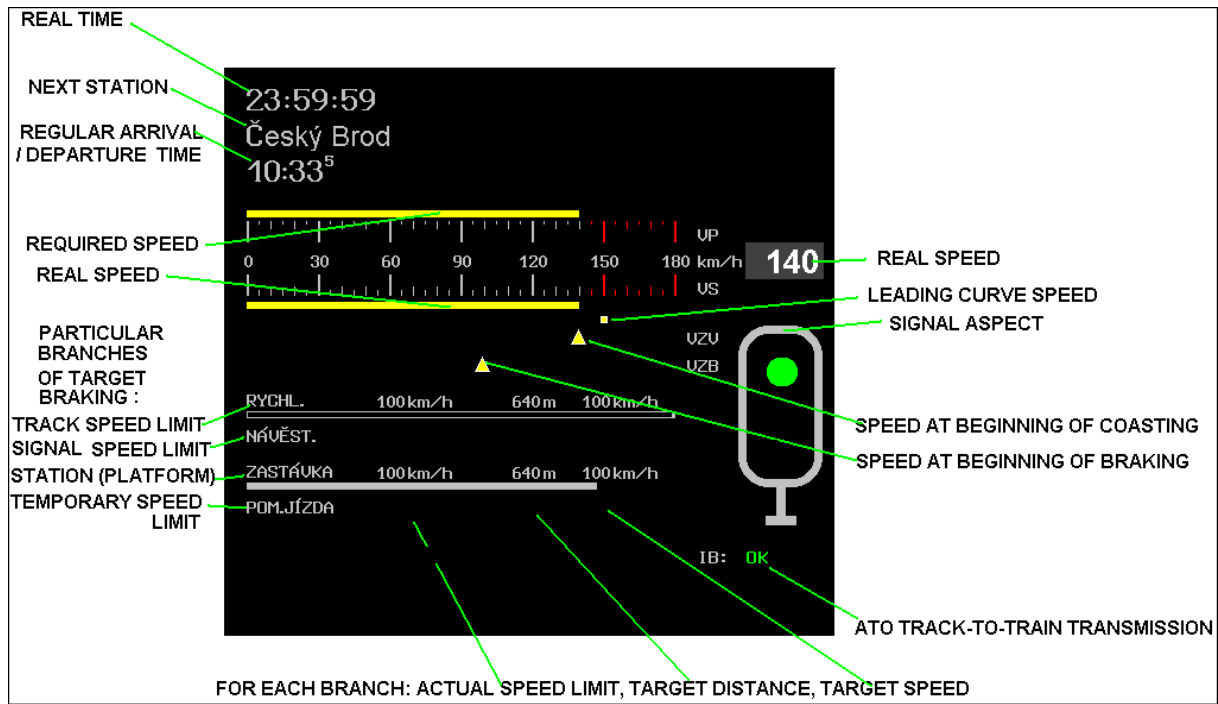 REAL TIME
NEXT STATION
REGULAR ARRIVAL
/ DEPARTURE TIME
23:59:59
Český Brod
10:33⁵
REQUIRED SPEED
REAL SPEED
VP
0 30 60 90 120 150 180 km/h 140
VS
REAL SPEED
LEADING CURVE SPEED
SIGNAL ASPECT
VZV
VZB
PARTICULAR
BRANCHES
OF TARGET
BRAKING :
TRACK SPEED LIMIT
SIGNAL SPEED LIMIT
STATION (PLATFORM)
TEMPORARY SPEED
LIMIT
RYCHL. 100km/h 640m 100km/h
NÁVĚST.
ZASTÁVKA 100km/h 640m 100km/h
POM.JÍZDA
SPEED AT BEGINNING OF COASTING
SPEED AT BEGINNING OF BRAKING
IB: OK
ATO TRACK-TO-TRAIN TRANSMISSION
FOR EACH BRANCH: ACTUAL SPEED LIMIT, TARGET DISTANCE, TARGET SPEED